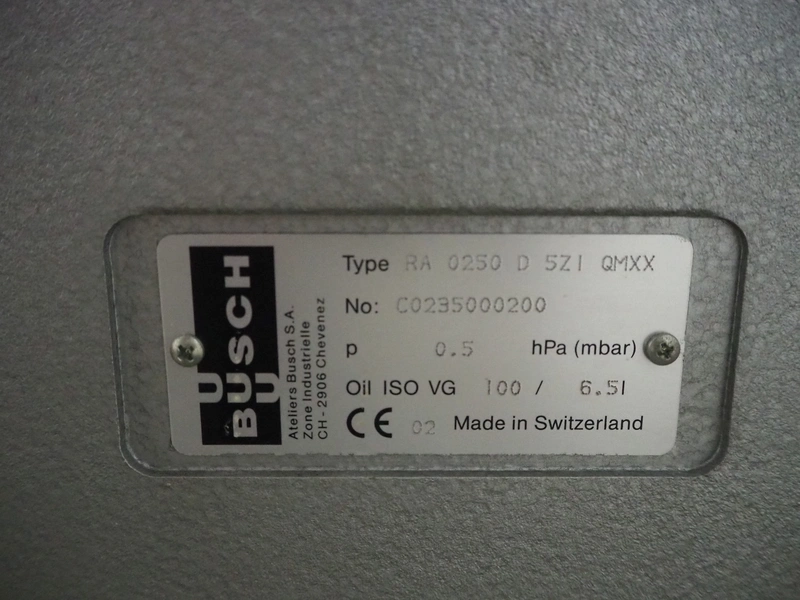 BUSCH
Ateliers Busch S.A.
Zone Industrielle
CH - 2906 Chevenez
Type RA 0250 D 5Z1 QMXX
No: C0235000200
p 0.5 hPa (mbar)
Oil ISO VG 100 / 6.5l
CE 02 Made in Switzerland